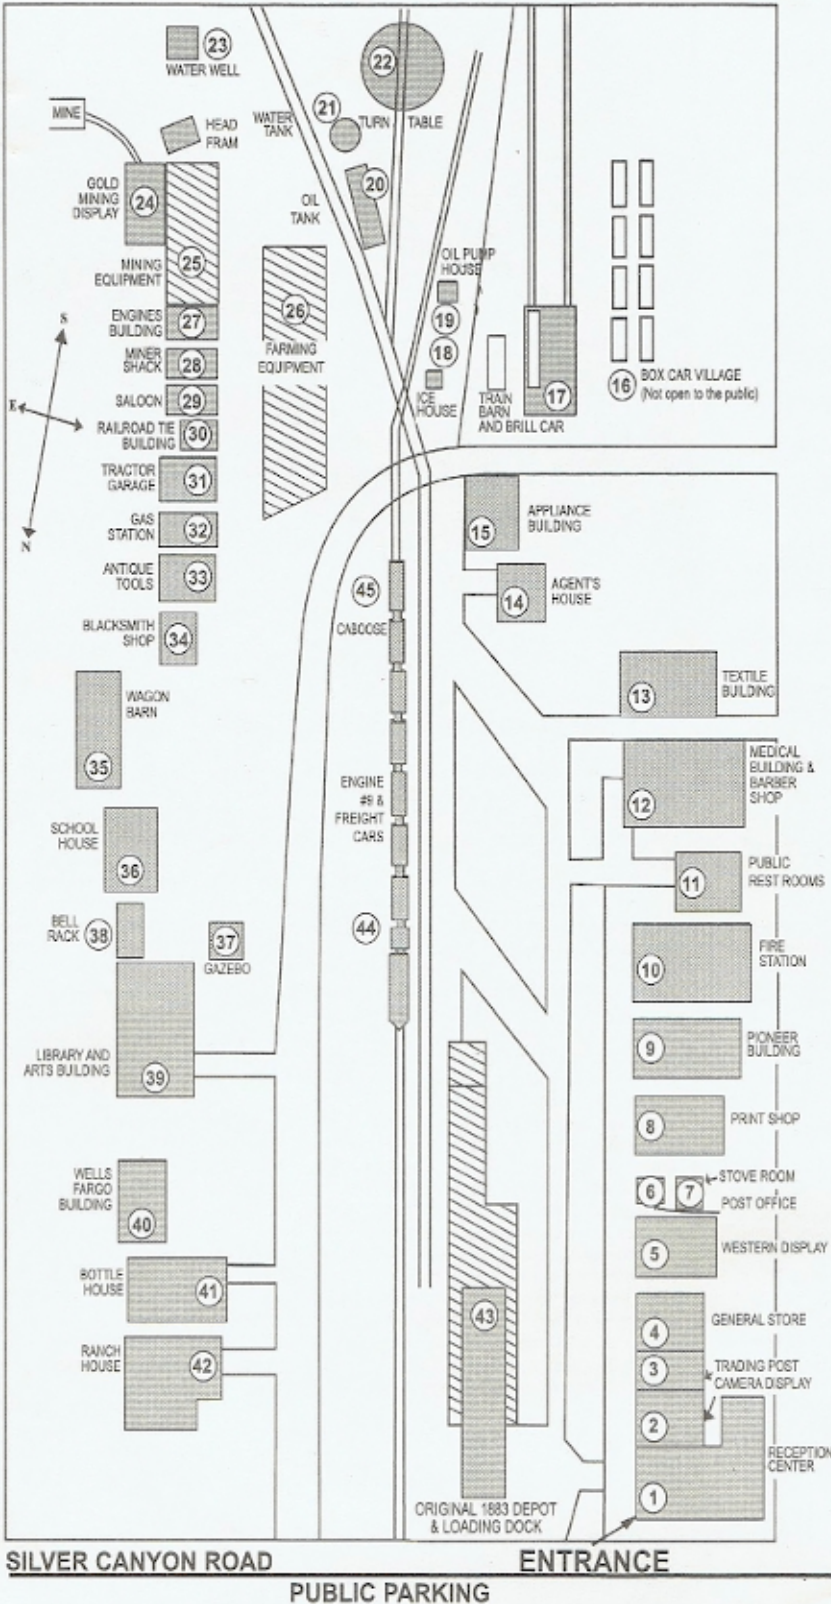 23
WATER WELL
22
21
TURN TABLE
WATER
TANK
MINE
HEAD
FRAM
GOLD
MINING
DISPLAY
24
20
OIL
TANK
25
MINING
EQUIPMENT
26
FARMING
EQUIPMENT
OIL PUMP
HOUSE
19
18
ICE
HOUSE
TRAIN
BARN
AND BRILL CAR
17
16
BOX CAR VILLAGE
(Not open to the public)
S
E
N
ENGINES
BUILDING
27
MINER
SHACK
28
SALOON
29
RAILROAD TIE
BUILDING
30
TRACTOR
GARAGE
31
GAS
STATION
32
ANTIQUE
TOOLS
33
BLACKSMITH
SHOP
34
WAGON
BARN
35
SCHOOL
HOUSE
36
BELL
RACK
38
37
GAZEBO
LIBRARY AND
ARTS BUILDING
39
WELLS
FARGO
BUILDING
40
BOTTLE
HOUSE
41
RANCH
HOUSE
42
45
CABOOSE
ENGINE
#9 &
FREIGHT
CARS
44
43
ORIGINAL 1883 DEPOT
& LOADING DOCK
15
APPLIANCE
BUILDING
14
AGENT'S
HOUSE
13
TEXTILE
BUILDING
12
MEDICAL
BUILDING &
BARBER
SHOP
11
PUBLIC
REST ROOMS
10
FIRE
STATION
9
PIONEER
BUILDING
8
PRINT SHOP
6
7
STOVE ROOM
POST OFFICE
5
WESTERN DISPLAY
4
GENERAL STORE
3
TRADING POST
CAMERA DISPLAY
2
RECEPTION
CENTER
1
SILVER CANYON ROAD
ENTRANCE
PUBLIC PARKING